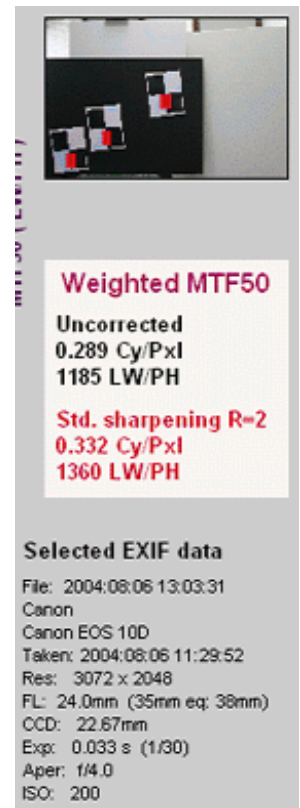 MTF50 (LW/PH)
Weighted MTF50
Uncorrected
0.289 Cy/Pxl
1185 LW/PH
Std. sharpening R=2
0.332 Cy/Pxl
1360 LW/PH
Selected EXIF data
File: 2004:08:06 13:03:31
Canon
Canon EOS 10D
Taken: 2004:08:06 11:29:52
Res: 3072 x 2048
FL: 24.0mm (35mm eq: 38mm)
CCD: 22.67mm
Exp: 0.033 s (1/30)
Aper: f/4.0
ISO: 200